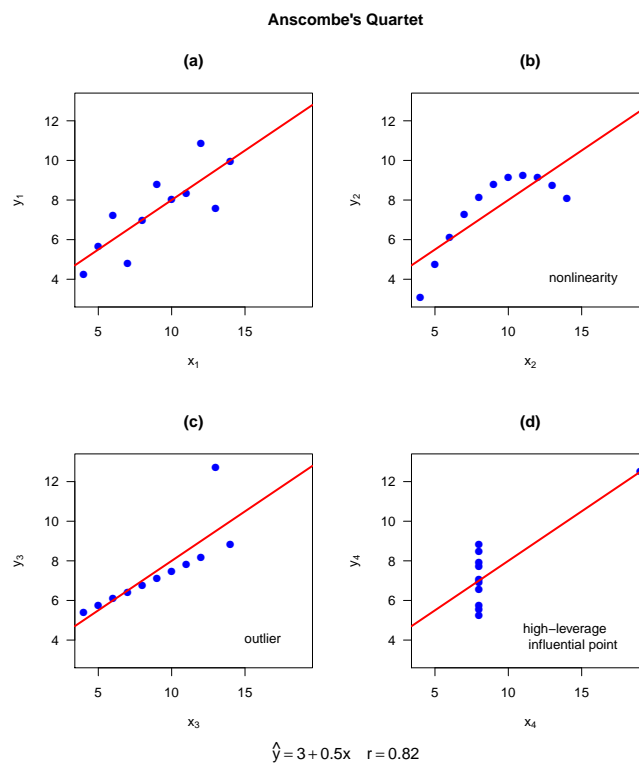 Anscombe's Quartet
(a)
y₁
12
10
8
6
4
5 10 15
x₁
(b)
y₂
12
10
8
6
4
nonlinearity
5 10 15
x₂
(c)
y₃
12
10
8
6
4
outlier
5 10 15
x₃
(d)
y₄
12
10
8
6
4
high−leverage
influential point
5 10 15
x₄
ŷ = 3 + 0.5x r = 0.82